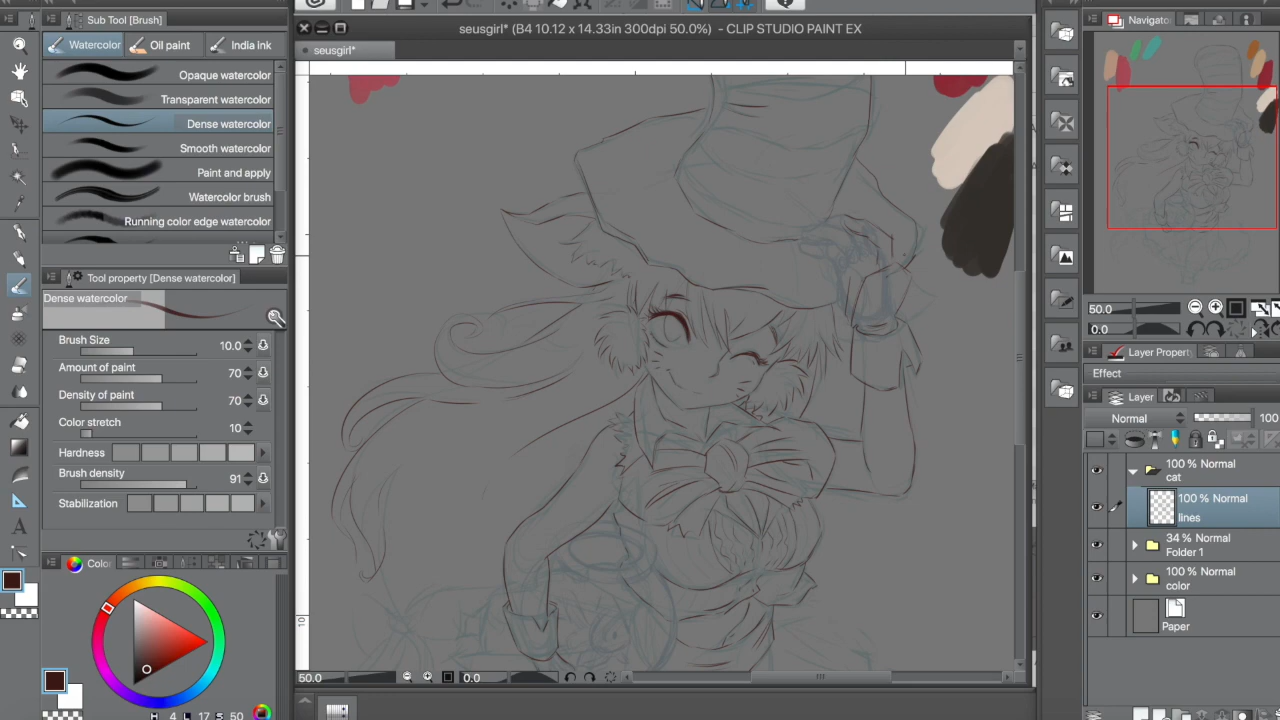 Sub Tool [Brush]
Watercolor
Oil paint
India ink
Opaque watercolor
Transparent watercolor
Dense watercolor
Smooth watercolor
Paint and apply
Watercolor brush
Running color edge watercolor
Tool property [Dense watercolor]
Dense watercolor
Brush Size 10.0
Amount of paint 70
Density of paint 70
Color stretch 10
Hardness
Brush density 91
Stabilization
Color
H 4 L 17 S 50
seusgirl* (B4 10.12 x 14.33in 300dpi 50.0%) - CLIP STUDIO PAINT EX
seusgirl*
10
50.0
0.0
Navigator
50.0
0.0
Layer Propert
Effect
Layer
Normal 100
100 % Normal
cat
100 % Normal
lines
34 % Normal
Folder 1
100 % Normal
color
Paper